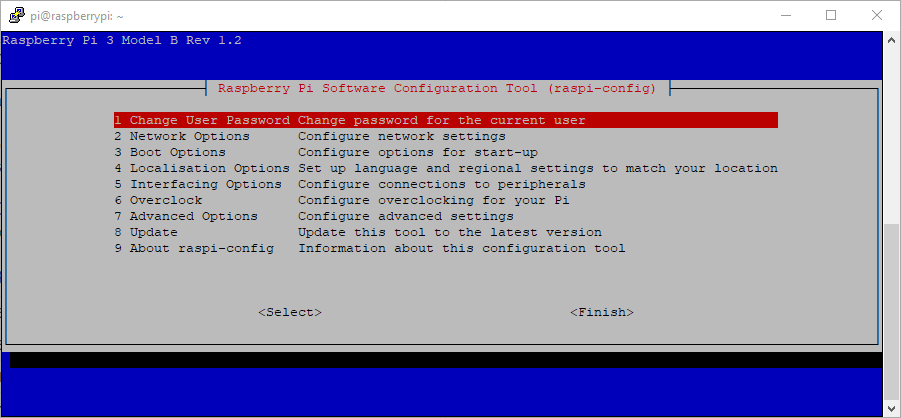 pi@raspberrypi: ~
Raspberry Pi 3 Model B Rev 1.2
Raspberry Pi Software Configuration Tool (raspi-config)
1 Change User Password Change password for the current user
2 Network Options Configure network settings
3 Boot Options Configure options for start-up
4 Localisation Options Set up language and regional settings to match your location
5 Interfacing Options Configure connections to peripherals
6 Overclock Configure overclocking for your Pi
7 Advanced Options Configure advanced settings
8 Update Update this tool to the latest version
9 About raspi-config Information about this configuration tool
<Select> <Finish>